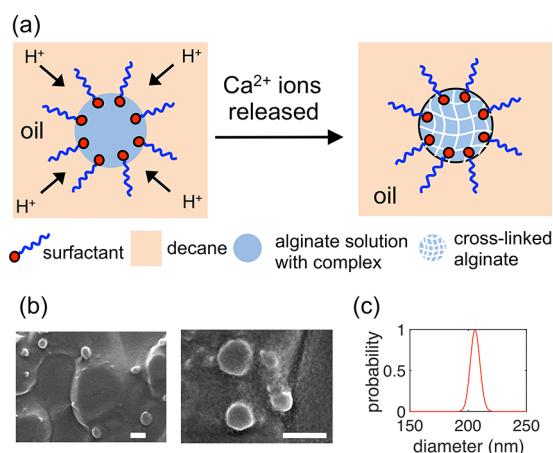 (a)
H+ H+
Ca2+ ions
released
oil
H+ H+
oil
surfactant decane alginate solution
with complex cross-linked
alginate
(b) (c)
probability
1
0.5
0
150 200 250
diameter (nm)